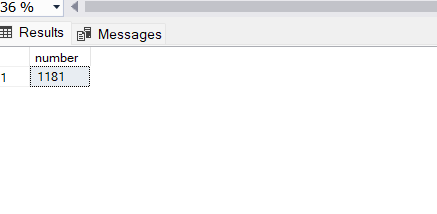 36 %
Results Messages
number
1 1181